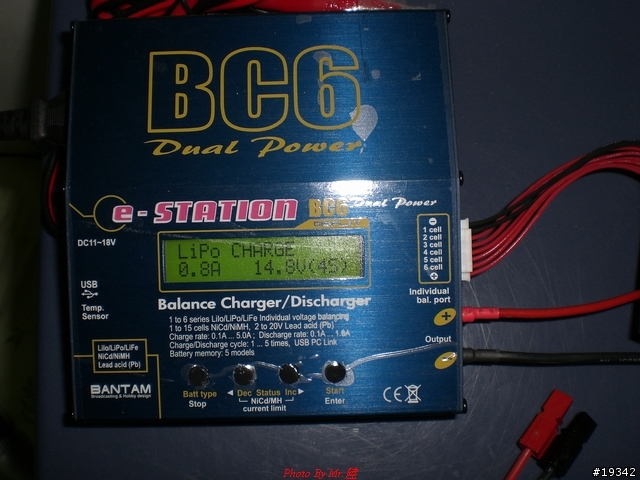 BC6
Dual Power
e-STATION BC6 Dual Power
DC11~18V
LiPo CHARGE
0.8A 14.8V(4S)
1 cell
2 cell
3 cell
4 cell
5 cell
6 cell
Individual
bal. port
USB
Temp.
Sensor
Balance Charger/Discharger
1 to 6 series LiIo/LiPo/LiFe Individual voltage balancing
1 to 15 cells NiCd/NiMH, 2 to 20V Lead acid (Pb)
Charge rate: 0.1A ... 5.0A ; Discharge rate: 0.1A ... 1.0A
Charge/Discharge cycle: 1 ... 5 times, USB PC Link
Battery memory: 5 models
+
Output
-
LiIo/LiPo/LiFe
NiCd/NiMH
Lead acid (Pb)
BANTAM
Broadcasting & Hobby design
Batt type
Stop
◄ Dec Status Inc ►
NiCd/MH
current limit
Start
Enter
CE
Photo By Mr
#19342